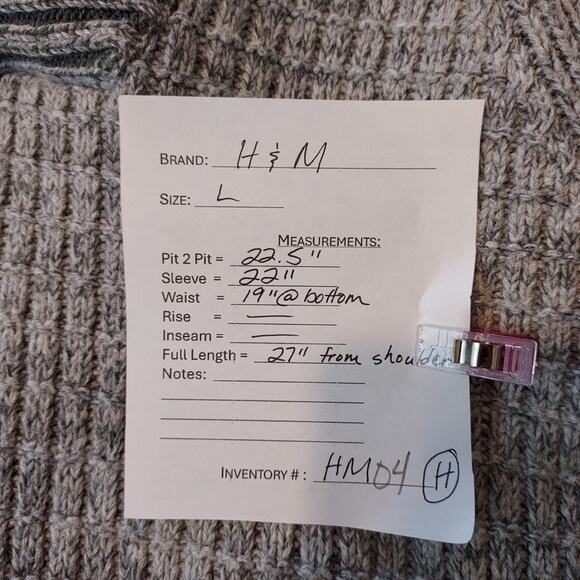 BRAND: H & M
SIZE: L
MEASUREMENTS:
Pit 2 Pit = 22.5"
Sleeve = 22"
Waist = 19" @ bottom
Rise = —
Inseam = —
Full Length = 27" from shoulder
Notes:
INVENTORY # : HM04 H